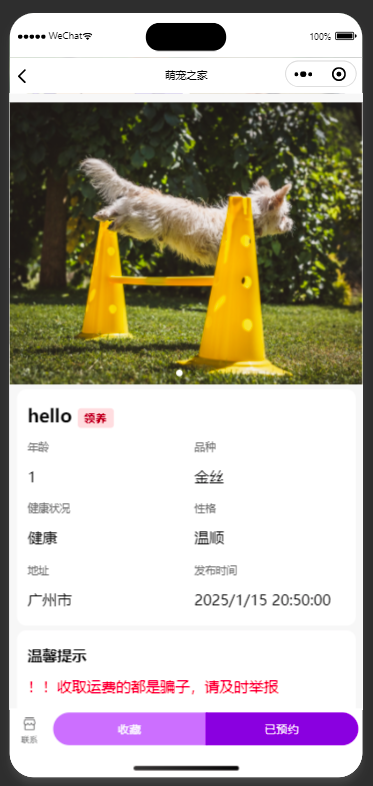 WeChat 100%
萌宠之家
hello 领养
年龄 品种
1 金丝
健康状况 性格
健康 温顺
地址 发布时间
广州市 2025/1/15 20:50:00
温馨提示
！！收取运费的都是骗子，请及时举报
联系 收藏 已预约